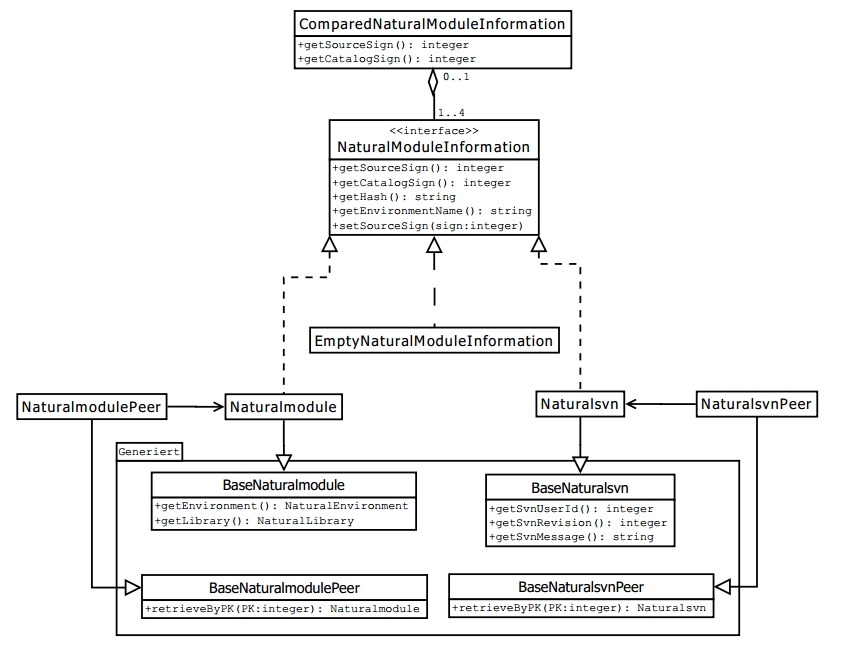 ComparedNaturalModuleInformation
+getSourceSign(): integer
+getCatalogSign(): integer
0..1
1..4
<<interface>>
NaturalModuleInformation
+getSourceSign(): integer
+getCatalogSign(): integer
+getHash(): string
+getEnvironmentName(): string
+setSourceSign(sign:integer)
EmptyNaturalModuleInformation
NaturalmodulePeer
Naturalmodule
Naturalsvn
NaturalsvnPeer
Generiert
BaseNaturalmodule
+getEnvironment(): NaturalEnvironment
+getLibrary(): NaturalLibrary
BaseNaturalsvn
+getSvnUserId(): integer
+getSvnRevision(): integer
+getSvnMessage(): string
BaseNaturalmodulePeer
+retrieveByPK(PK:integer): Naturalmodule
BaseNaturalsvnPeer
+retrieveByPK(PK:integer): Naturalsvn